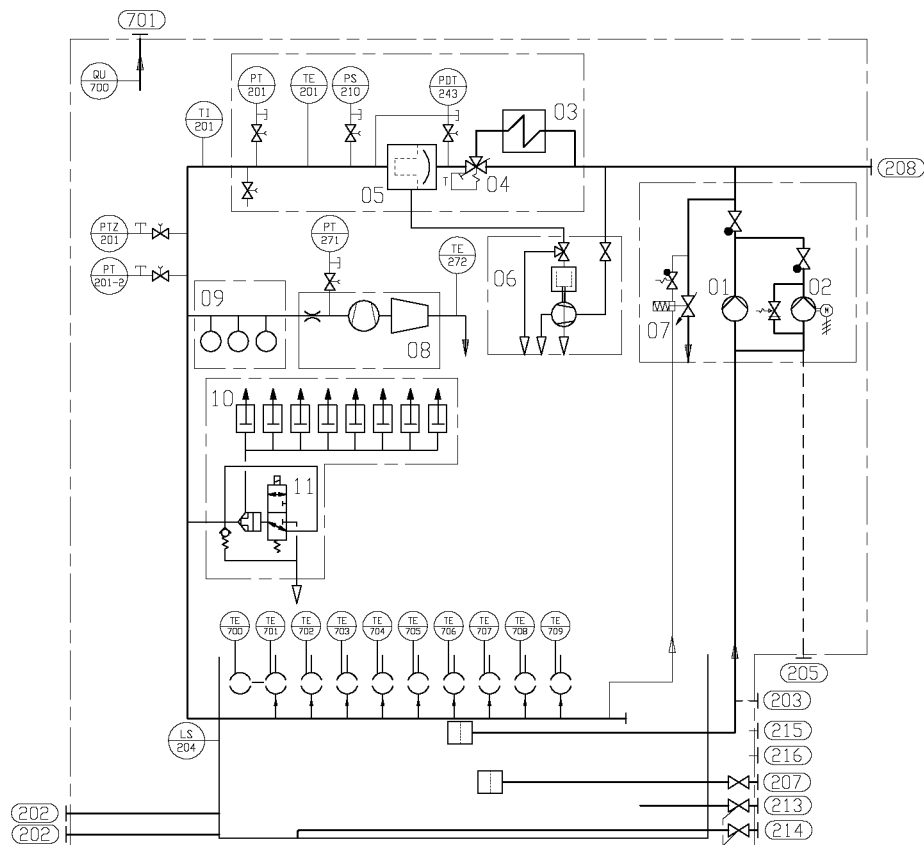 701
QU 700
TI 201
PT 201
TE 201
PS 210
PDT 243
03
T
04
05
208
PTZ 201
PT 201-2
PT 271
TE 272
06
01
02
M
07
09
08
10
11
TE 700
TE 701
TE 702
TE 703
TE 704
TE 705
TE 706
TE 707
TE 708
TE 709
205
203
LS 204
215
216
207
202
213
202
214